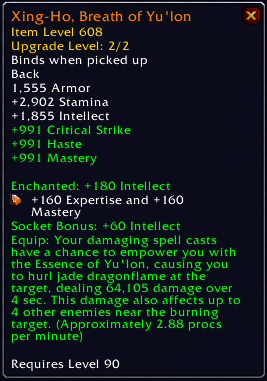 Xing-Ho, Breath of Yu'lon
Item Level 608
Upgrade Level: 2/2
Binds when picked up
Back
1,555 Armor
+2,902 Stamina
+1,855 Intellect
+991 Critical Strike
+991 Haste
+991 Mastery
Enchanted: +180 Intellect
+160 Expertise and +160
Mastery
Socket Bonus: +60 Intellect
Equip: Your damaging spell casts
have a chance to empower you with
the Essence of Yu'lon, causing you
to hurl jade dragonflame at the
target, dealing 64,105 damage over
4 sec. This damage also affects up to
4 other enemies near the burning
target. (Approximately 2.88 procs
per minute)
Requires Level 90